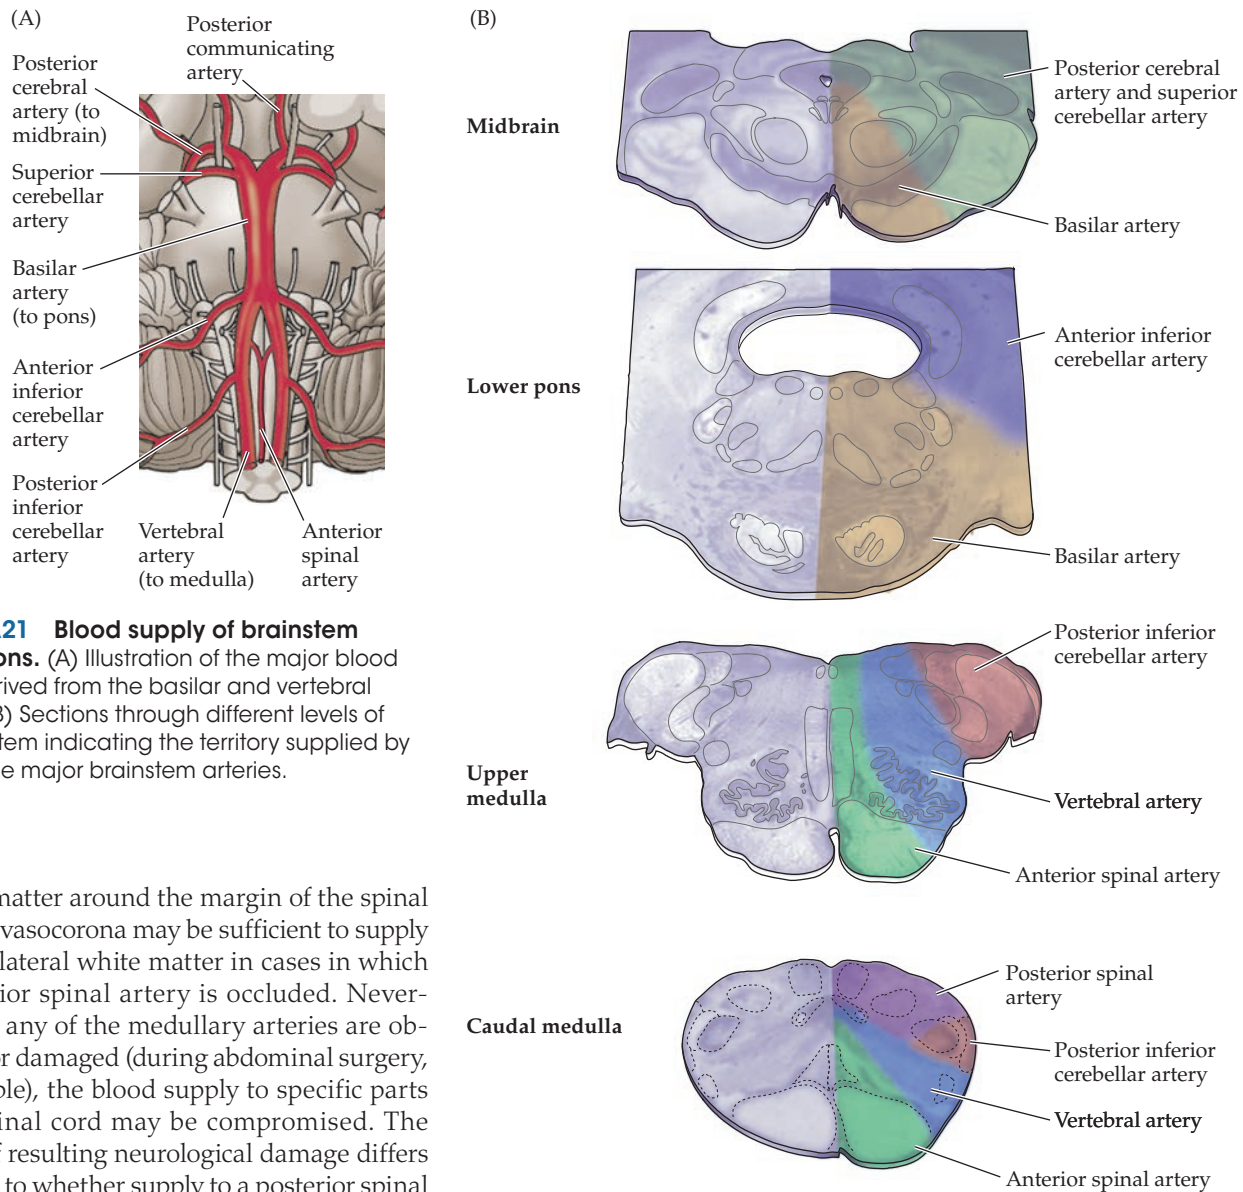 (A)
Posterior
communicating
artery
Posterior
cerebral
artery (to
midbrain)
Superior
cerebellar
artery
Basilar
artery
(to pons)
Anterior
inferior
cerebellar
artery
Posterior
inferior
cerebellar
artery
Vertebral
artery
(to medulla)
Anterior
spinal
artery
21 Blood supply of brainstem
ons. (A) Illustration of the major blood
rived from the basilar and vertebral
B) Sections through different levels of
tem indicating the territory supplied by
e major brainstem arteries.
matter around the margin of the spinal
vasocorona may be sufficient to supply
lateral white matter in cases in which
ior spinal artery is occluded. Never-
any of the medullary arteries are ob-
or damaged (during abdominal surgery,
ble), the blood supply to specific parts
inal cord may be compromised. The
f resulting neurological damage differs
to whether supply to a posterior spinal
(B)
Midbrain
Posterior cerebral
artery and superior
cerebellar artery
Basilar artery
Lower pons
Anterior inferior
cerebellar artery
Basilar artery
Upper
medulla
Posterior inferior
cerebellar artery
Vertebral artery
Anterior spinal artery
Caudal medulla
Posterior spinal
artery
Posterior inferior
cerebellar artery
Vertebral artery
Anterior spinal artery